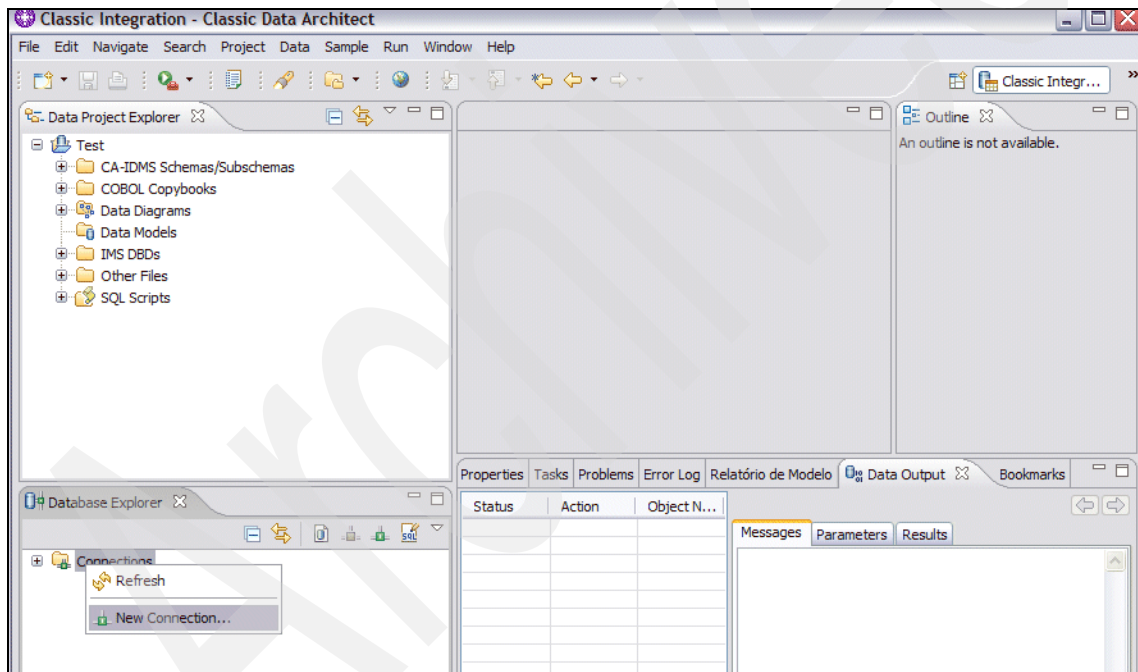 Classic Integration - Classic Data Architect
File Edit Navigate Search Project Data Sample Run Window Help
Classic Integr... »
Data Project Explorer
Test
CA-IDMS Schemas/Subschemas
COBOL Copybooks
Data Diagrams
Data Models
IMS DBDs
Other Files
SQL Scripts
Outline
An outline is not available.
Database Explorer
SQL
Connections
Refresh
New Connection...
Properties Tasks Problems Error Log Relatório de Modelo Data Output Bookmarks
Status Action Object N...
Messages Parameters Results